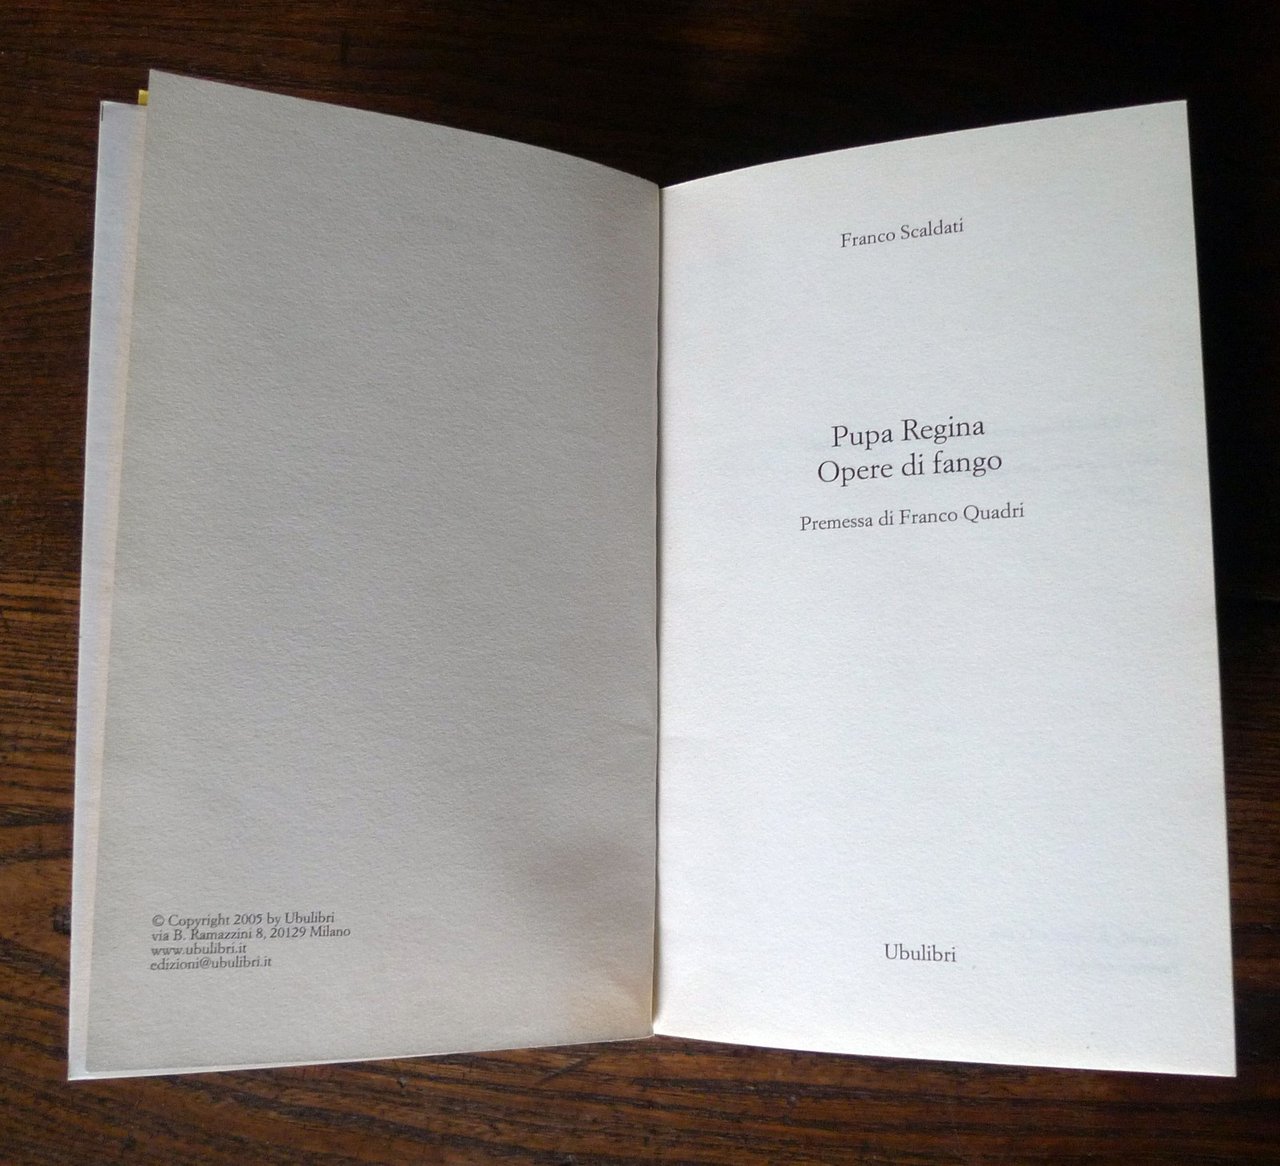 © Copyright 2005 by Ubulibri
via B. Ramazzini 8, 20129 Milano
www.ubulibri.it
edizioni@ubulibri.it
Franco Scaldati
Pupa Regina
Opere di fango
Premessa di Franco Quadri
Ubulibri